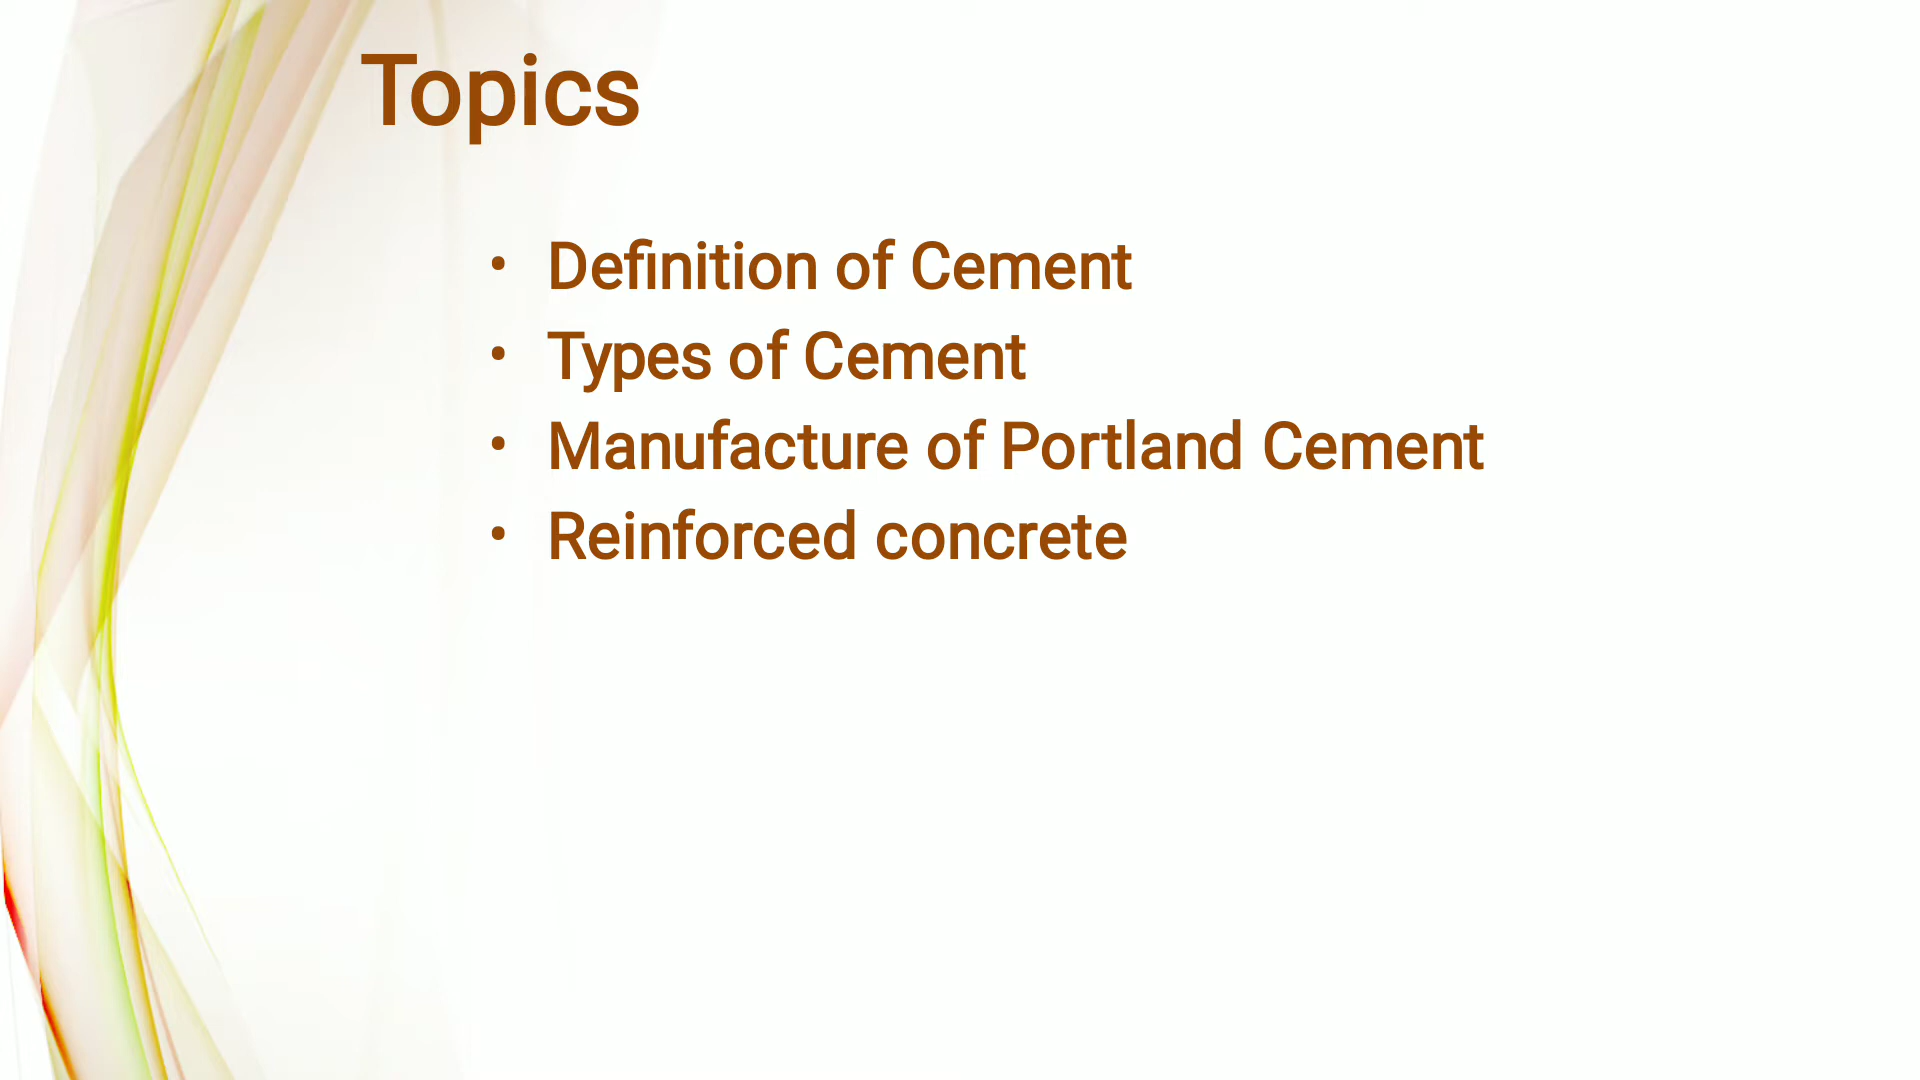 Topics
• Definition of Cement
• Types of Cement
• Manufacture of Portland Cement
• Reinforced concrete